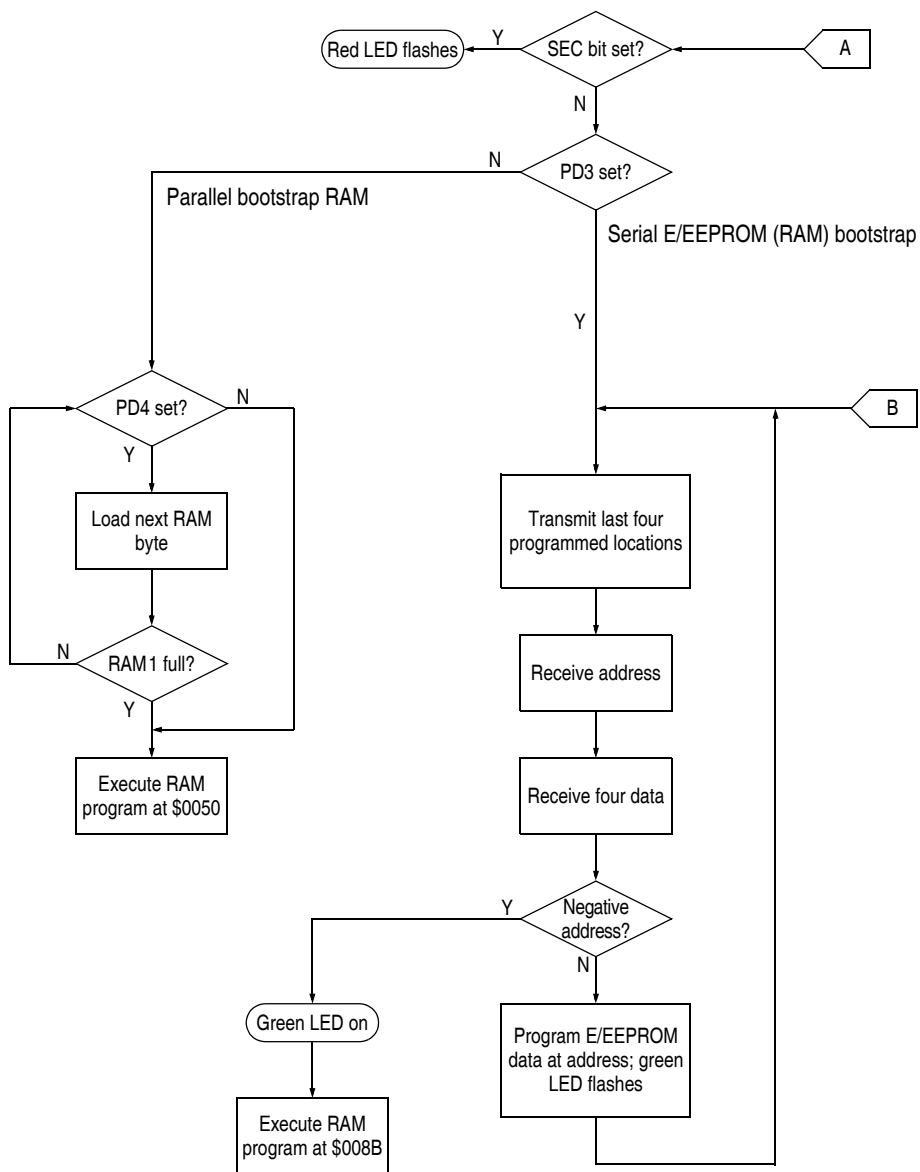 Red LED flashes
Y
SEC bit set?
A
N
N
PD3 set?
Parallel bootstrap RAM
Serial E/EEPROM (RAM) bootstrap
Y
PD4 set?
N
B
Y
Load next RAM
byte
Transmit last four
programmed locations
N
RAM1 full?
Receive address
Y
Execute RAM
program at $0050
Receive four data
Y
Negative
address?
N
Green LED on
Program E/EEPROM
data at address; green
LED flashes
Execute RAM
program at $008B